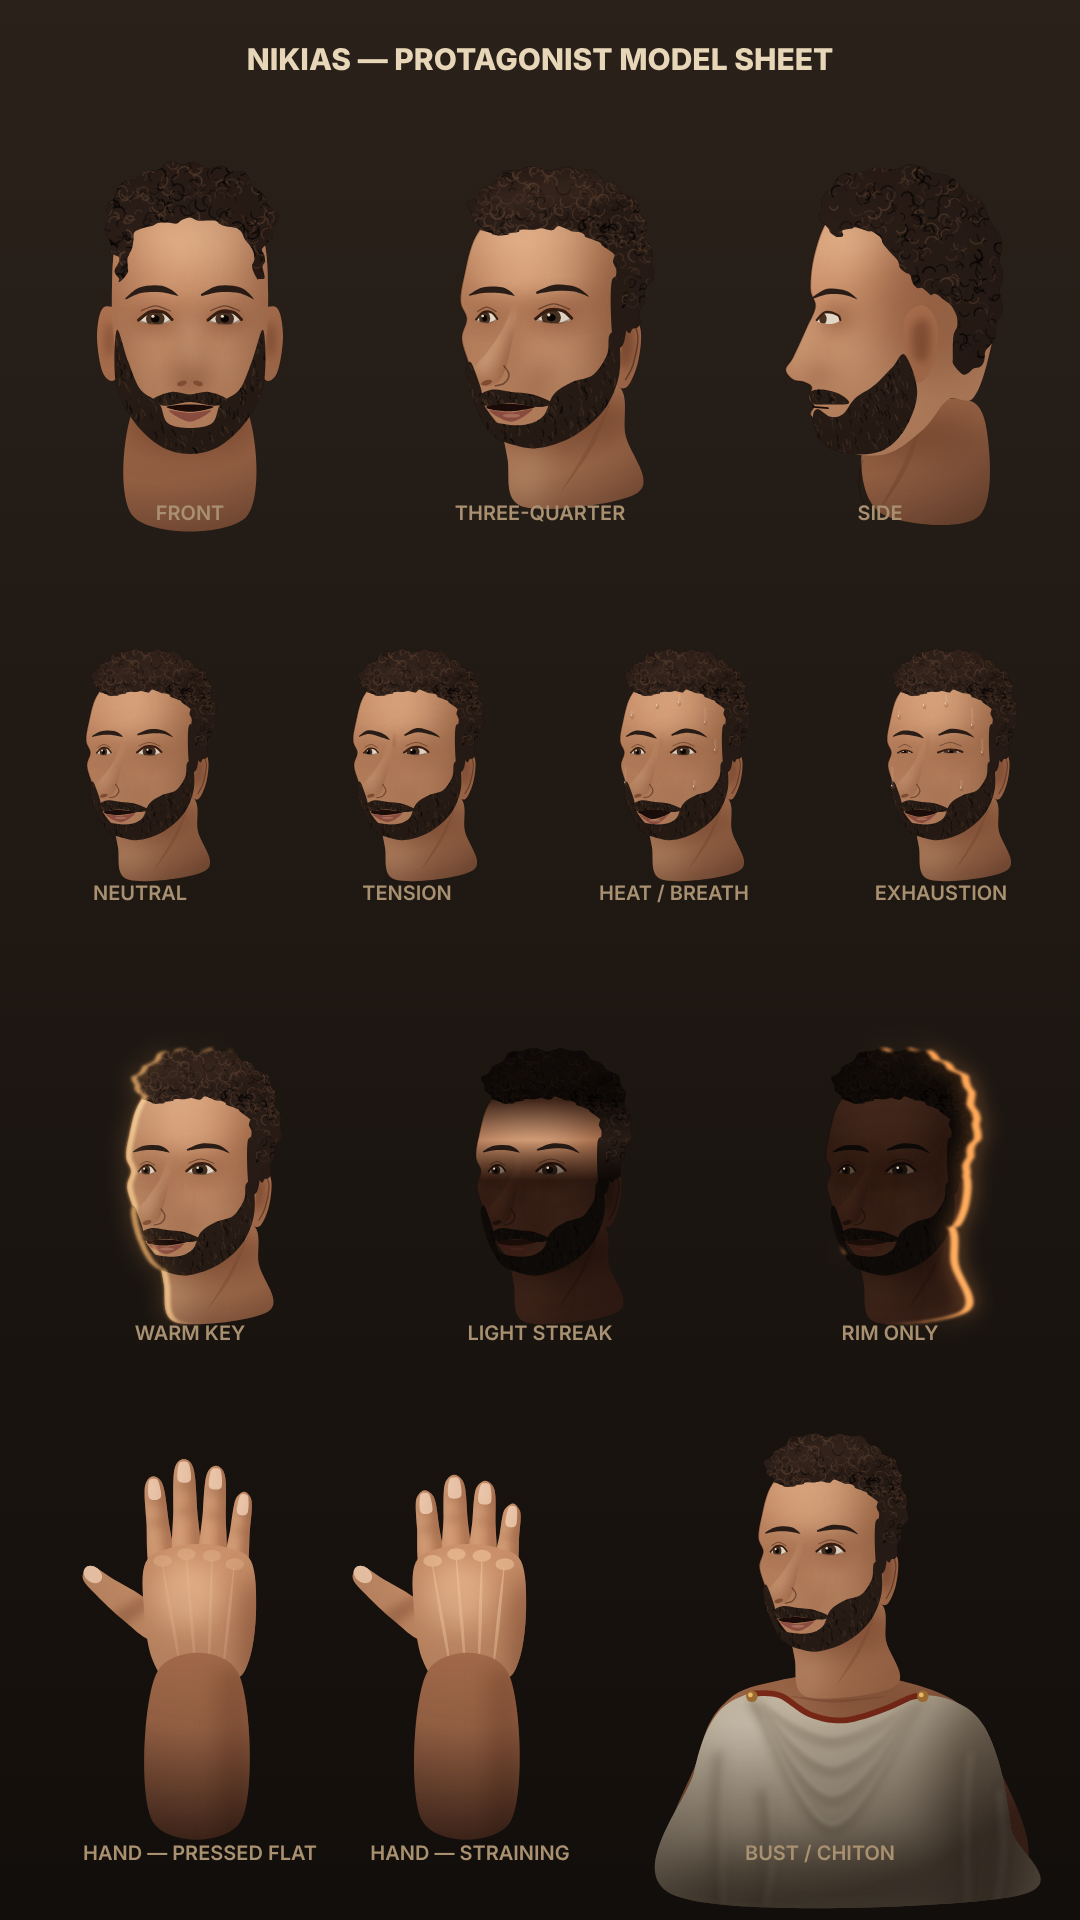 NIKIAS — PROTAGONIST MODEL SHEET
FRONT
THREE-QUARTER
SIDE
NEUTRAL
TENSION
HEAT / BREATH
EXHAUSTION
WARM KEY
LIGHT STREAK
RIM ONLY
HAND — PRESSED FLAT
HAND — STRAINING
BUST / CHITON